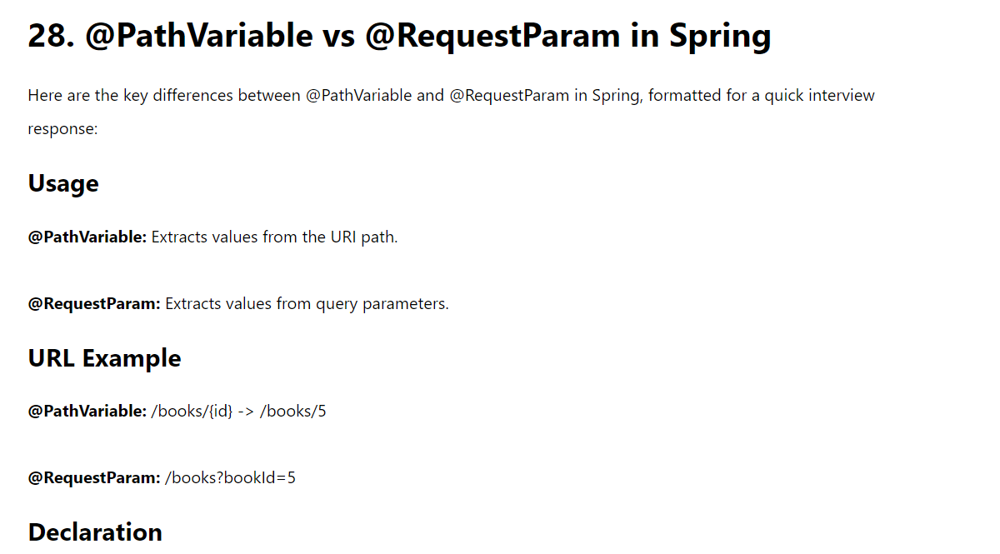 28. @PathVariable vs @RequestParam in Spring
Here are the key differences between @PathVariable and @RequestParam in Spring, formatted for a quick interview
response:
Usage
@PathVariable: Extracts values from the URI path.
@RequestParam: Extracts values from query parameters.
URL Example
@PathVariable: /books/{id} -> /books/5
@RequestParam: /books?bookId=5
Declaration